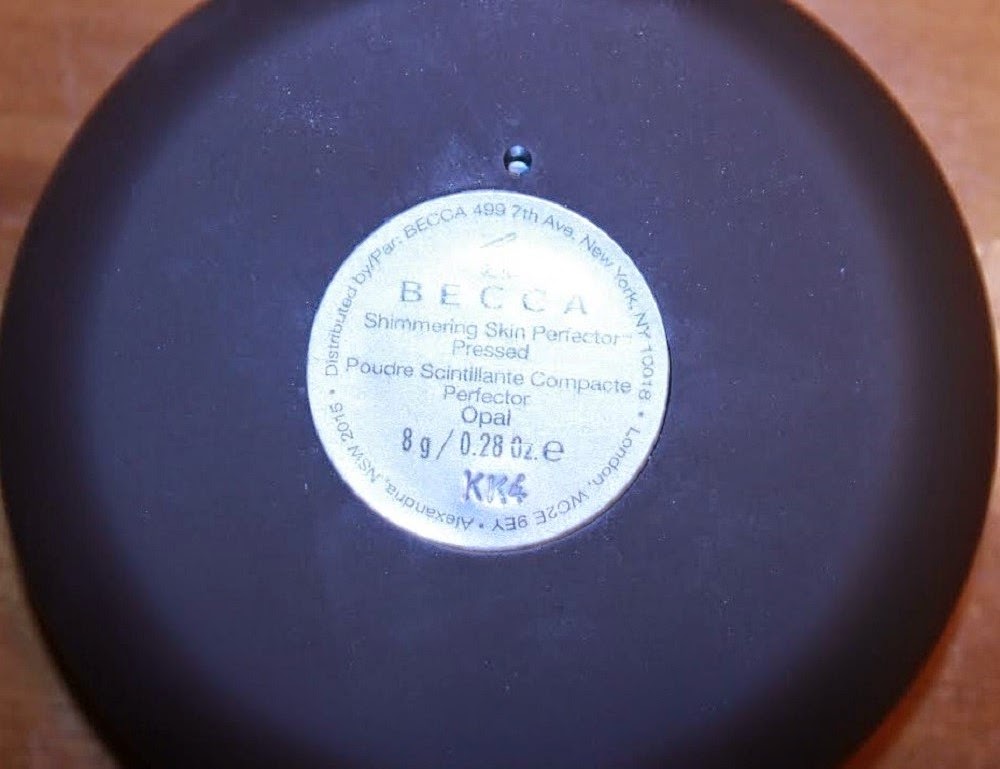 Distributed by/Par: BECCA 499 7th Ave. New York, NY 10018 • London, WC2E 9EY • Alexandria, NSW 2015 •
BECCA
Shimmering Skin Perfector™
Pressed
Poudre Scintillante Compacte
Perfector
Opal
8 g / 0.28 Oz. e
KK4